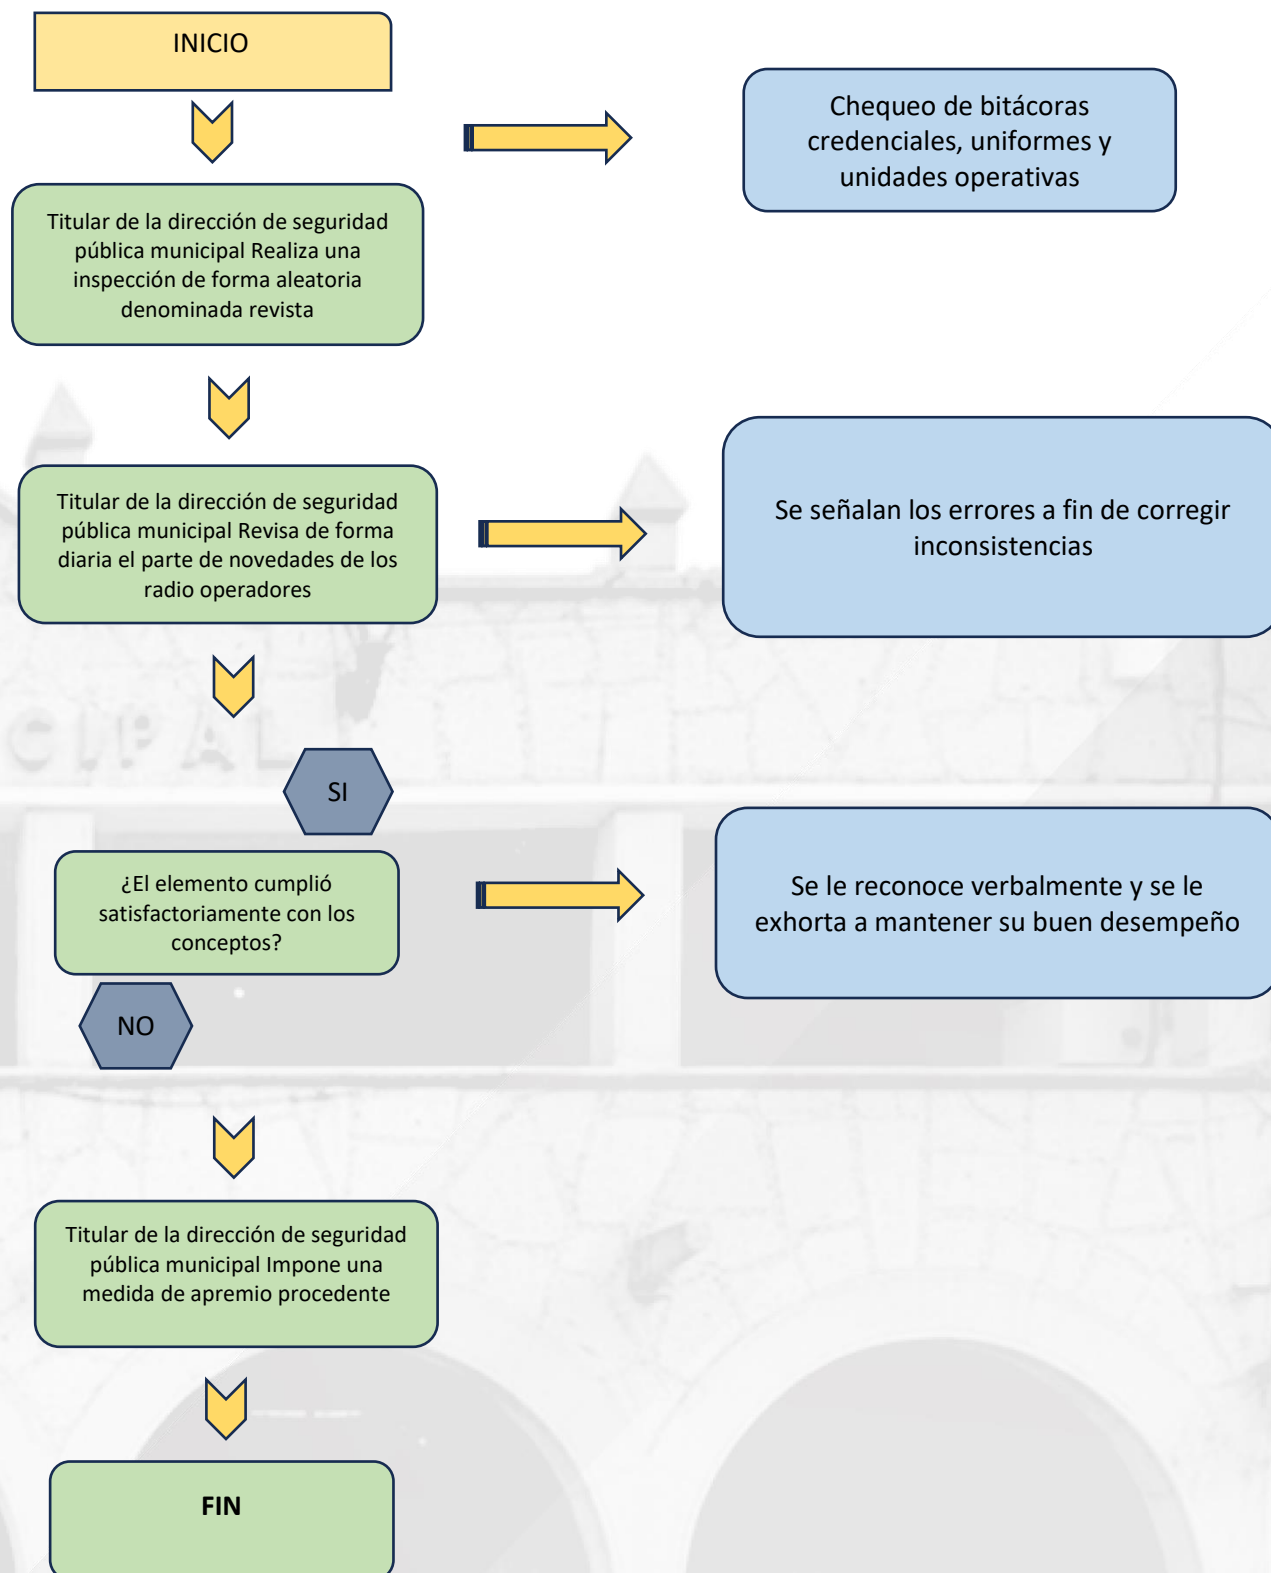 INICIO
Chequeo de bitácoras
credenciales, uniformes y
unidades operativas
Titular de la dirección de seguridad
pública municipal Realiza una
inspección de forma aleatoria
denominada revista
Titular de la dirección de seguridad
pública municipal Revisa de forma
diaria el parte de novedades de los
radio operadores
Se señalan los errores a fin de corregir
inconsistencias
CIPAL
SI
¿El elemento cumplió
satisfactoriamente con los
conceptos?
Se le reconoce verbalmente y se le
exhorta a mantener su buen desempeño
NO
Titular de la dirección de seguridad
pública municipal Impone una
medida de apremio procedente
FIN